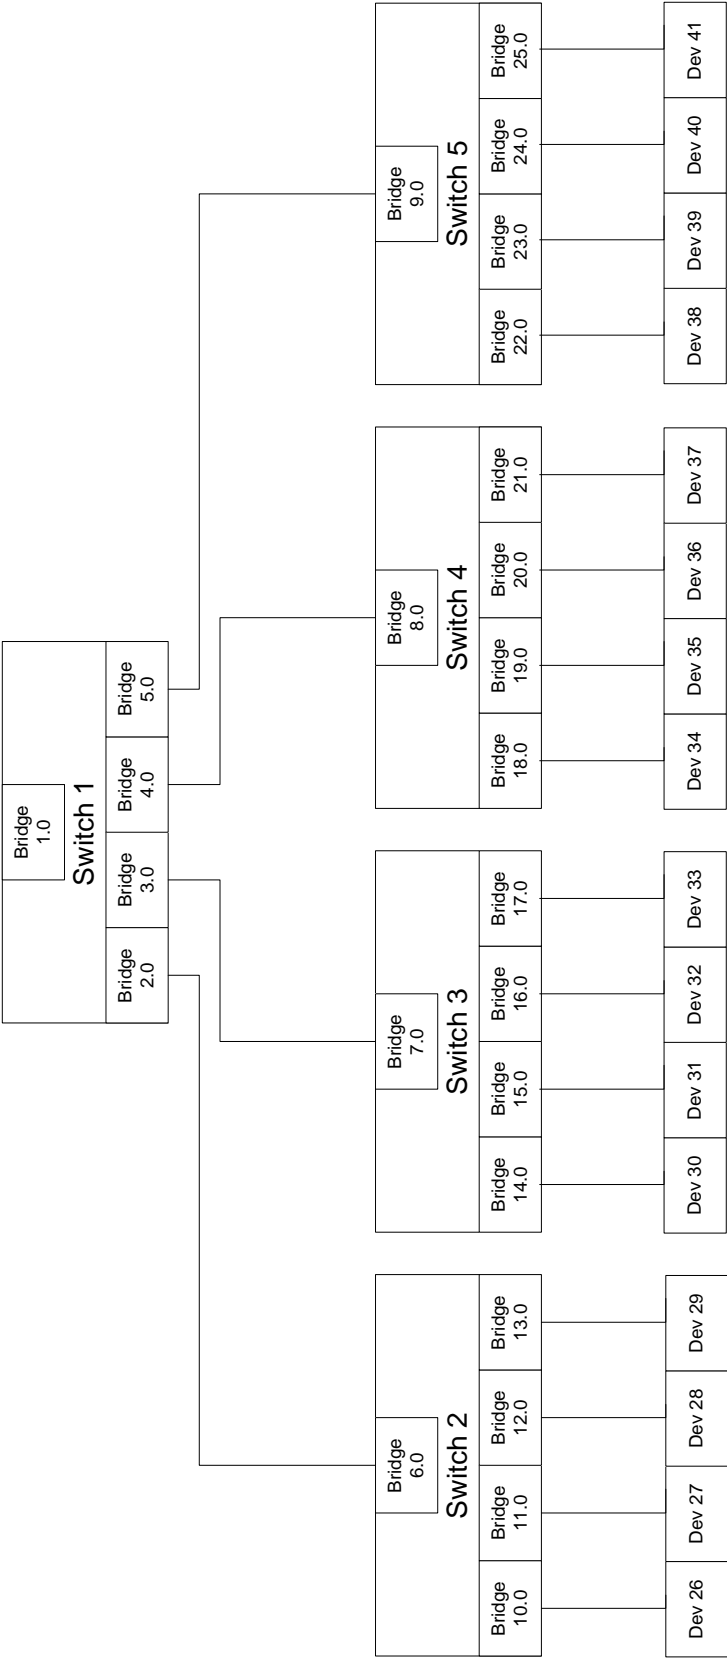 Bridge
1.0
Switch 1
Bridge
2.0
Bridge
3.0
Bridge
4.0
Bridge
5.0
Bridge
6.0
Switch 2
Bridge
10.0
Bridge
11.0
Bridge
12.0
Bridge
13.0
Dev 26
Dev 27
Dev 28
Dev 29
Bridge
7.0
Switch 3
Bridge
14.0
Bridge
15.0
Bridge
16.0
Bridge
17.0
Dev 30
Dev 31
Dev 32
Dev 33
Bridge
8.0
Switch 4
Bridge
18.0
Bridge
19.0
Bridge
20.0
Bridge
21.0
Dev 34
Dev 35
Dev 36
Dev 37
Bridge
9.0
Switch 5
Bridge
22.0
Bridge
23.0
Bridge
24.0
Bridge
25.0
Dev 38
Dev 39
Dev 40
Dev 41